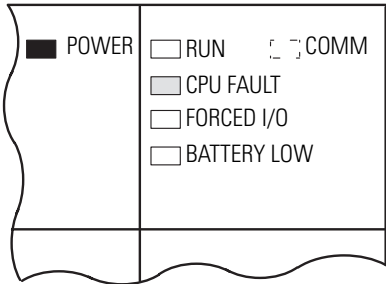 POWER
RUN COMM
CPU FAULT
FORCED I/O
BATTERY LOW